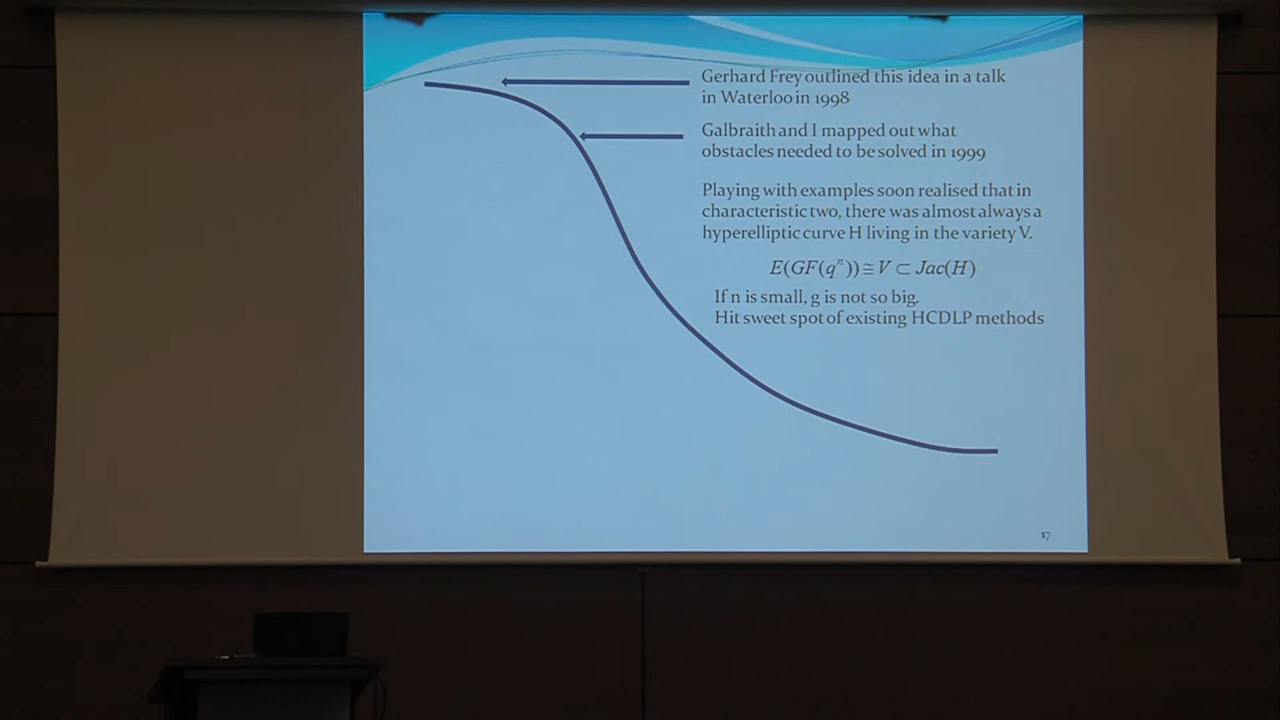 Gerhard Frey outlined this idea in a talk
in Waterloo in 1998
Galbraith and I mapped out what
obstacles needed to be solved in 1999
Playing with examples soon realised that in
characteristic two, there was almost always a
hyperelliptic curve H living in the variety V.
E(GF(qⁿ)) ≅ V ⊂ Jac(H)
If n is small, g is not so big.
Hit sweet spot of existing HCDLP methods
17